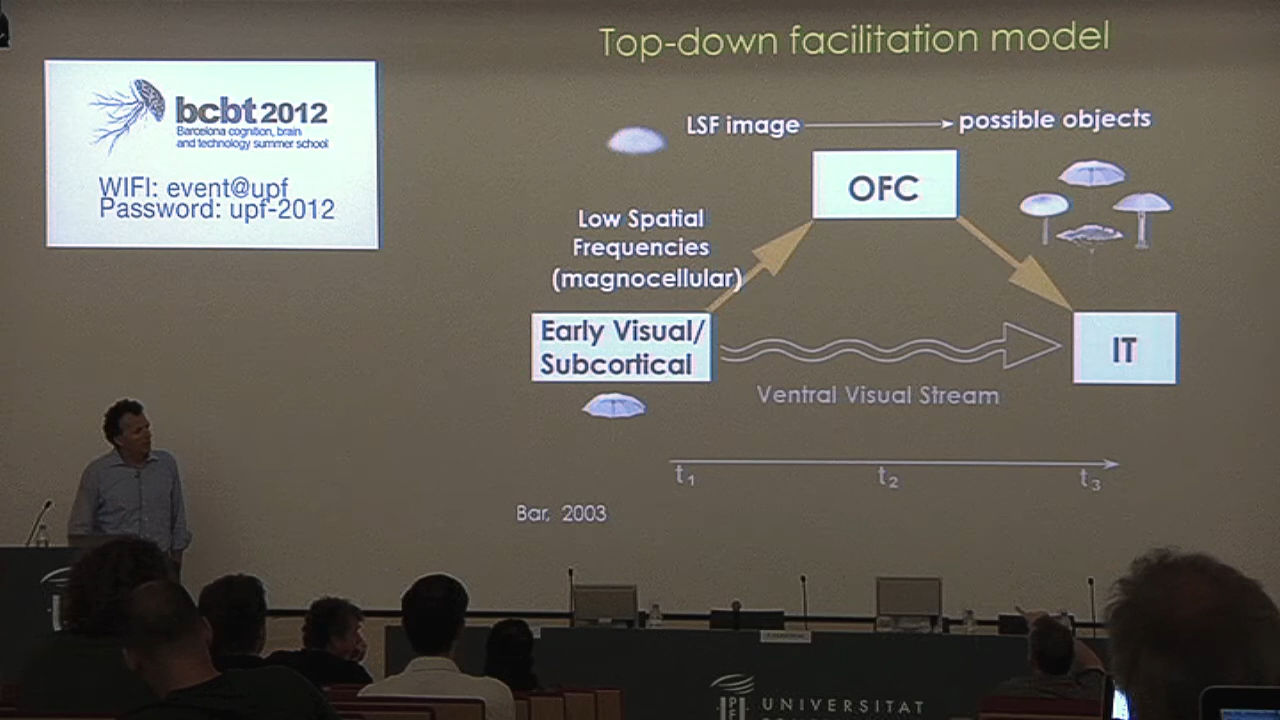 Top-down facilitation model
bcbt 2012
Barcelona cognition, brain
and technology summer school
WIFI: event@upf
Password: upf-2012
LSF image
possible objects
OFC
Low Spatial
Frequencies
(magnocellular)
Early Visual/
Subcortical
IT
Ventral Visual Stream
t1
t2
t3
Bar, 2003
UNIVERSITAT